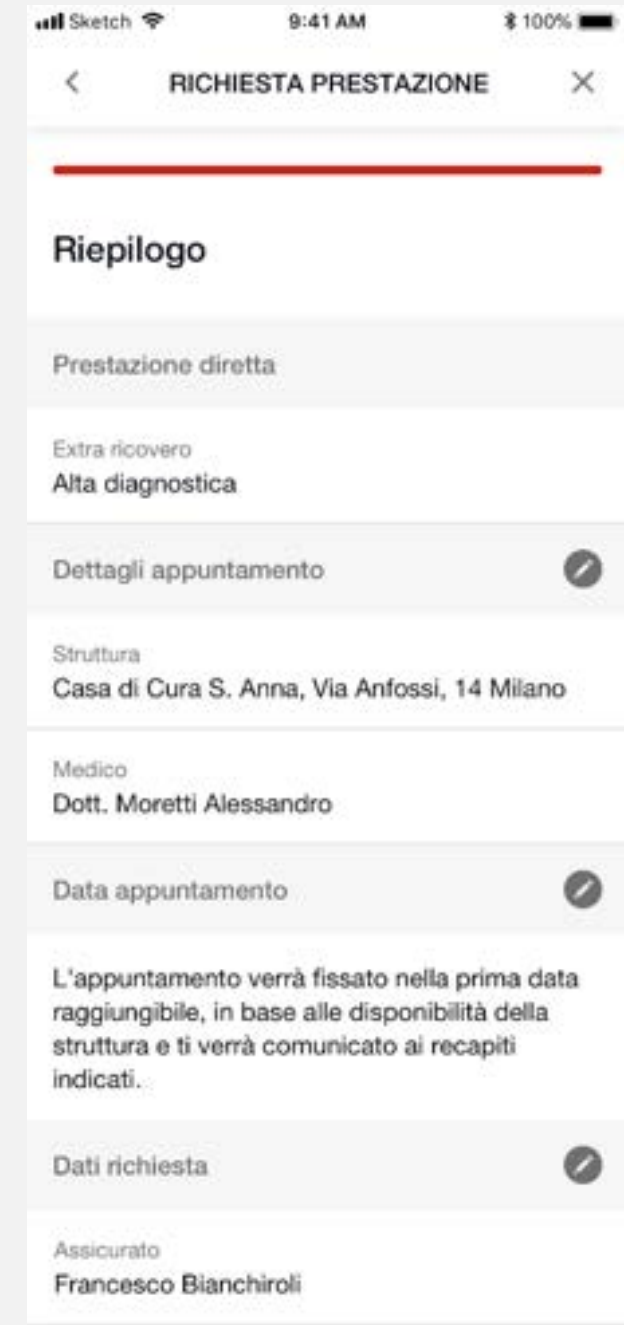 Sketch 9:41 AM 100%
RICHIESTA PRESTAZIONE
Riepilogo
Prestazione diretta
Extra ricovero
Alta diagnostica
Dettagli appuntamento
Struttura
Casa di Cura S. Anna, Via Anfossi, 14 Milano
Medico
Dott. Moretti Alessandro
Data appuntamento
L'appuntamento verrà fissato nella prima data
raggiungibile, in base alle disponibilità della
struttura e ti verrà comunicato ai recapiti
indicati.
Dati richiesta
Assicurato
Francesco Bianchiroli